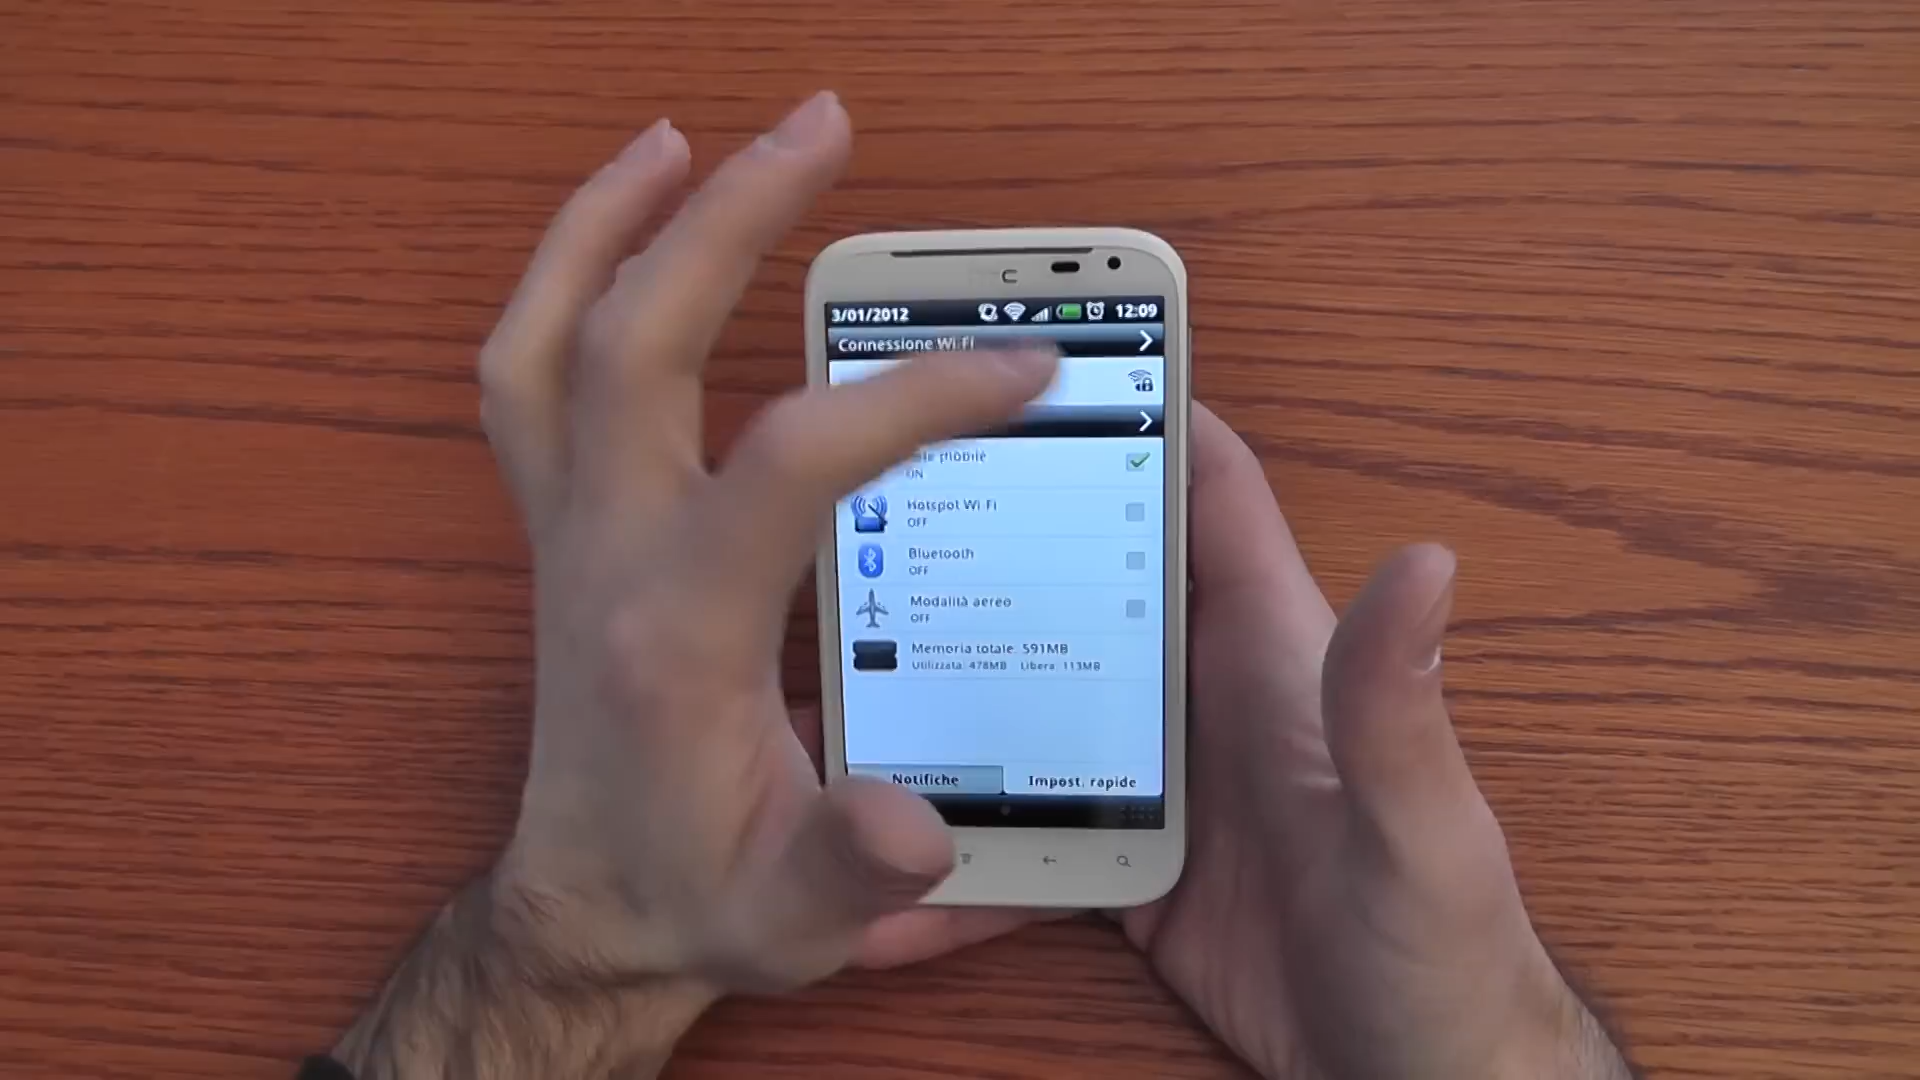 3/01/2012 12:09
Connessione Wi-Fi
mobile
ON
Hotspot Wi-Fi
OFF
Bluetooth
OFF
Modalità aereo
OFF
Memoria totale: 591MB
Utilizzata: 478MB Libera: 113MB
Notifiche Impost. rapide